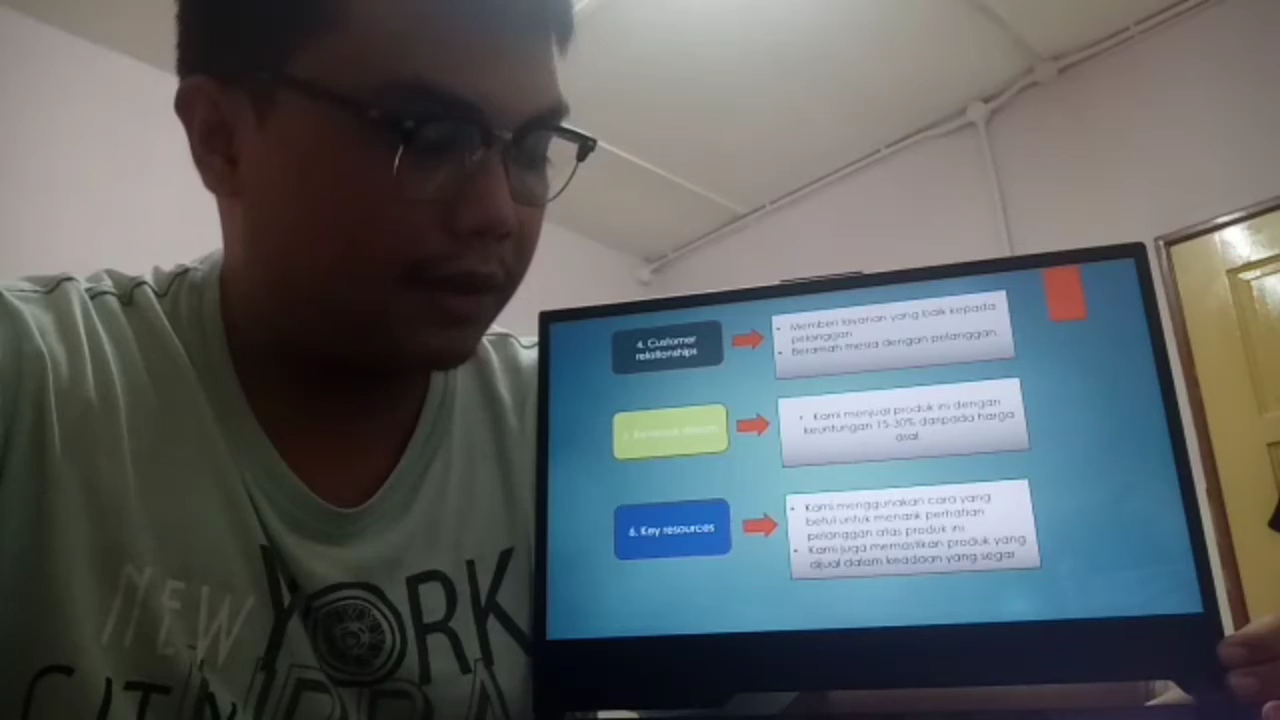 4. Customer
relationships
• Memberi layanan yang baik kepada
pelanggan
• Beramah mesra dengan pelanggan.
• Kami menjual produk ini dengan
keuntungan 15-30% daripada harga
asal.
6. Key resources
• Kami menggunakan cara yang
betul untuk menarik perhatian
pelanggan atas produk ini
• Kami juga memastikan produk yang
dijual dalam keadaan yang segar
NEW YORK